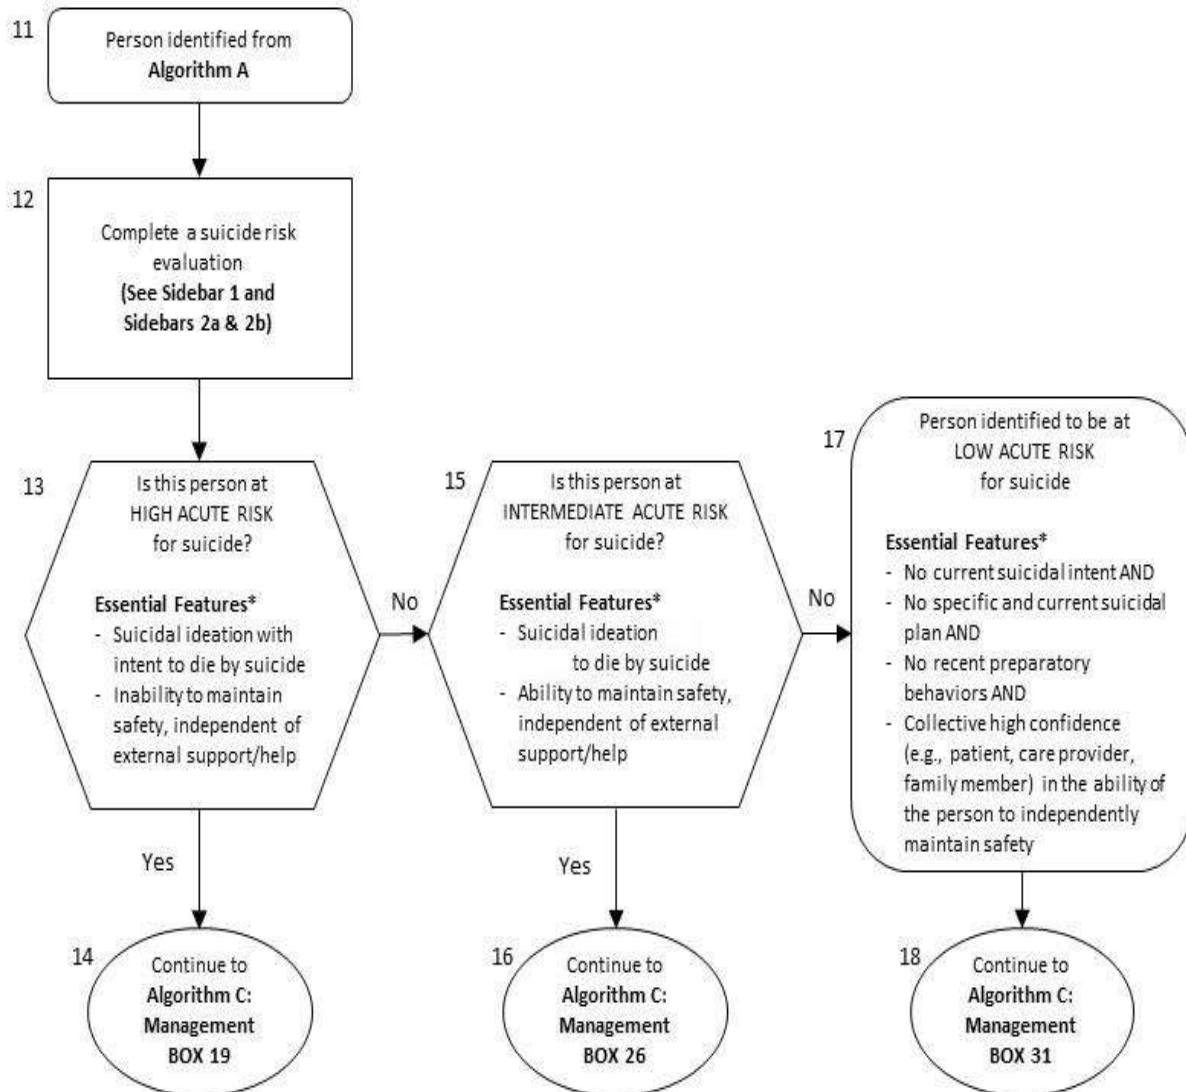 11
Person identified from
Algorithm A
12
Complete a suicide risk
evaluation
(See Sidebar 1 and
Sidebars 2a & 2b)
13
Is this person at
HIGH ACUTE RISK
for suicide?
Essential Features*
- Suicidal ideation with
intent to die by suicide
- Inability to maintain
safety, independent of
external support/help
No
Yes
14
Continue to
Algorithm C:
Management
BOX 19
15
Is this person at
INTERMEDIATE ACUTE RISK
for suicide?
Essential Features*
- Suicidal ideation
to die by suicide
- Ability to maintain safety,
independent of external
support/help
No
Yes
16
Continue to
Algorithm C:
Management
BOX 26
17
Person identified to be at
LOW ACUTE RISK
for suicide
Essential Features*
- No current suicidal intent AND
- No specific and current suicidal
plan AND
- No recent preparatory
behaviors AND
- Collective high confidence
(e.g., patient, care provider,
family member) in the ability of
the person to independently
maintain safety
18
Continue to
Algorithm C:
Management
BOX 31